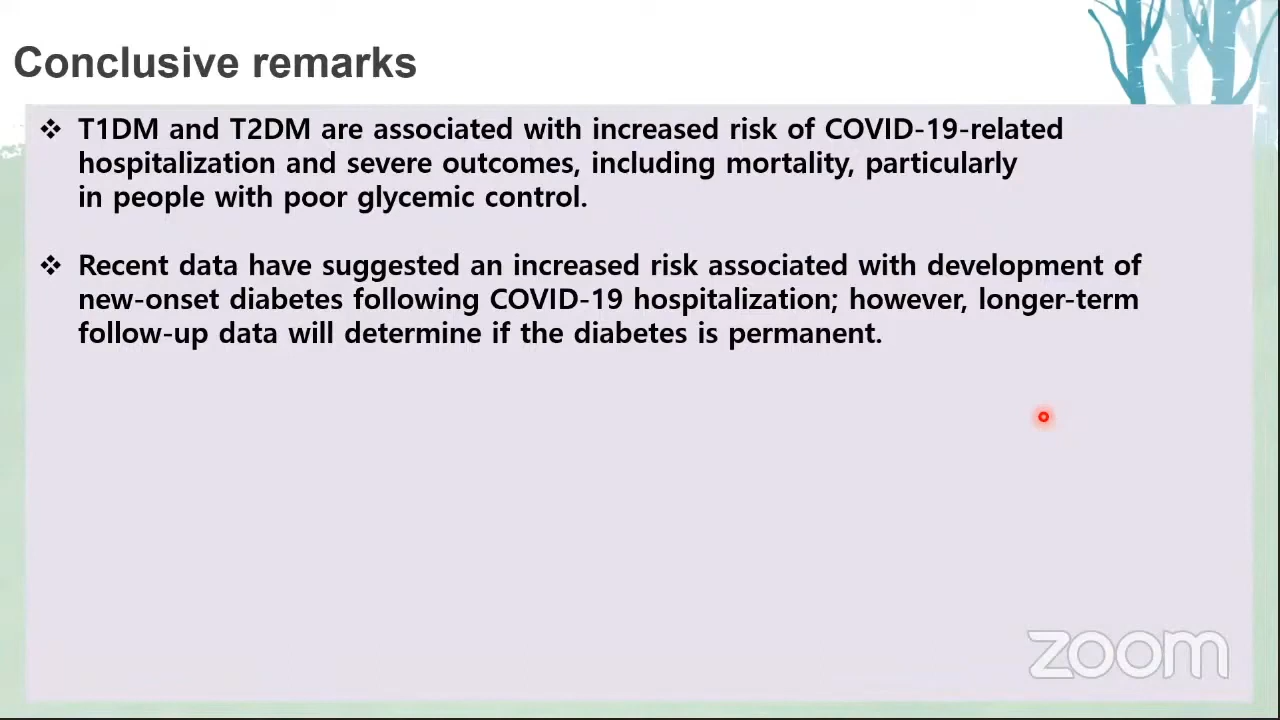 Conclusive remarks
❖ T1DM and T2DM are associated with increased risk of COVID-19-related
hospitalization and severe outcomes, including mortality, particularly
in people with poor glycemic control.
❖ Recent data have suggested an increased risk associated with development of
new-onset diabetes following COVID-19 hospitalization; however, longer-term
follow-up data will determine if the diabetes is permanent.
zoom